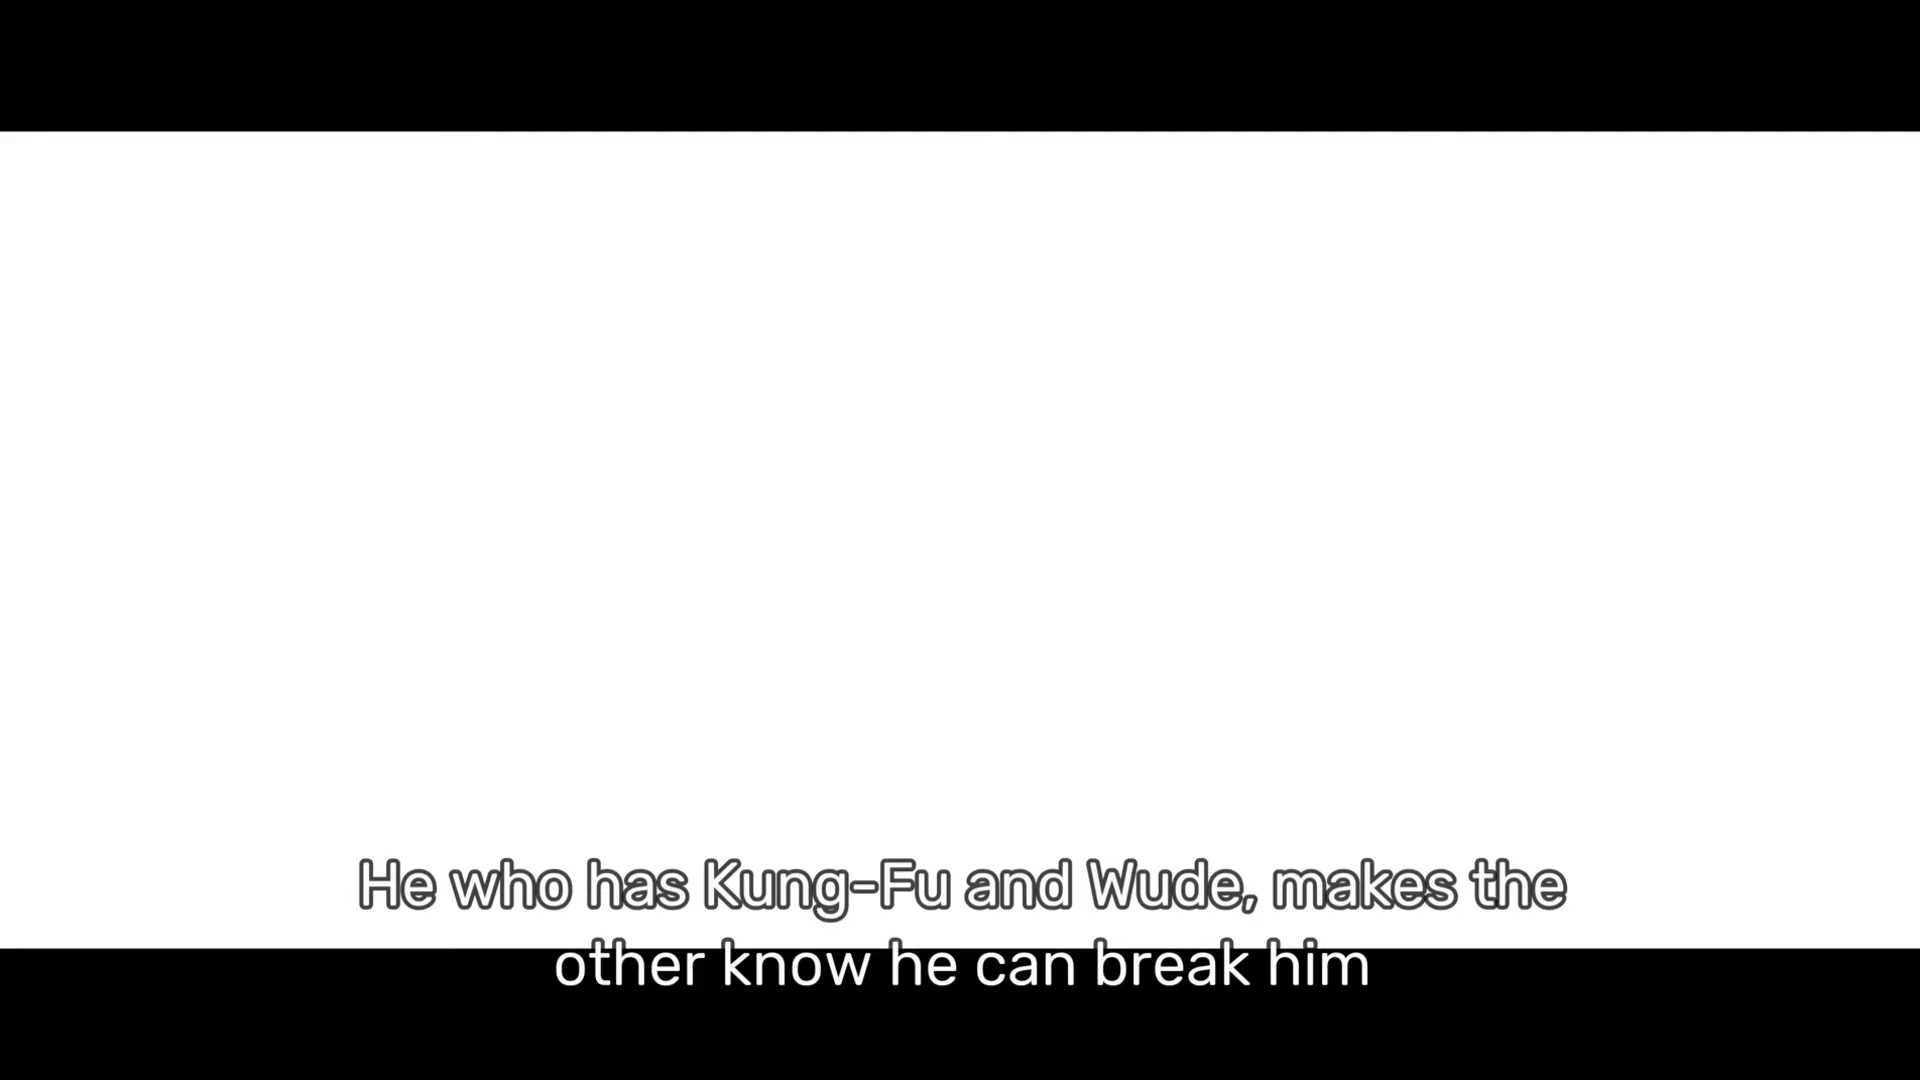 He who has Kung-Fu and Wude, makes the
other know he can break him